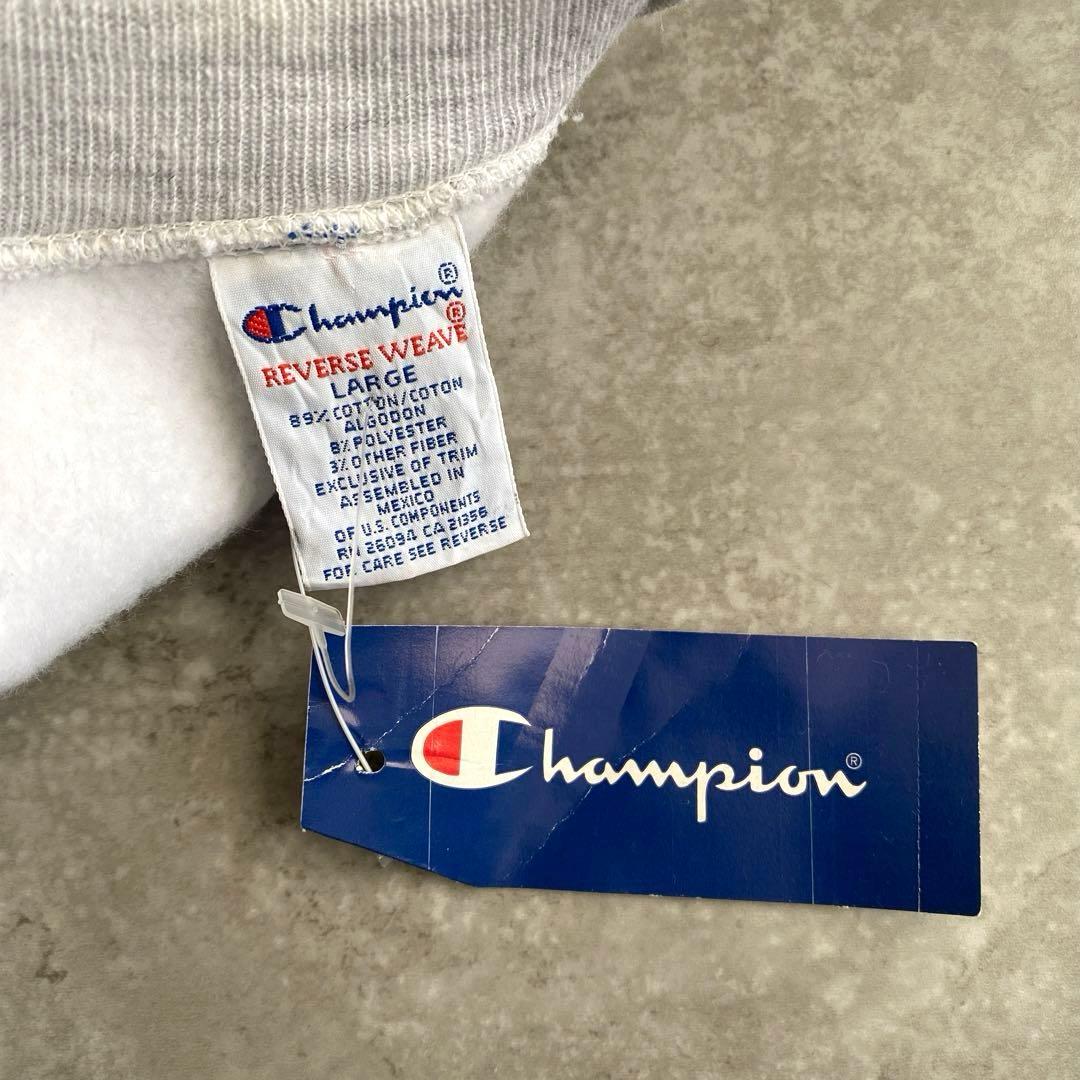 Champion®
REVERSE WEAVE®
LARGE
89% COTTON/COTON
ALGODON
8% POLYESTER
3% OTHER FIBER
EXCLUSIVE OF TRIM
ASSEMBLED IN
MEXICO
OF U.S. COMPONENTS
RN 26094 CA 21356
FOR CARE SEE REVERSE
Champion®